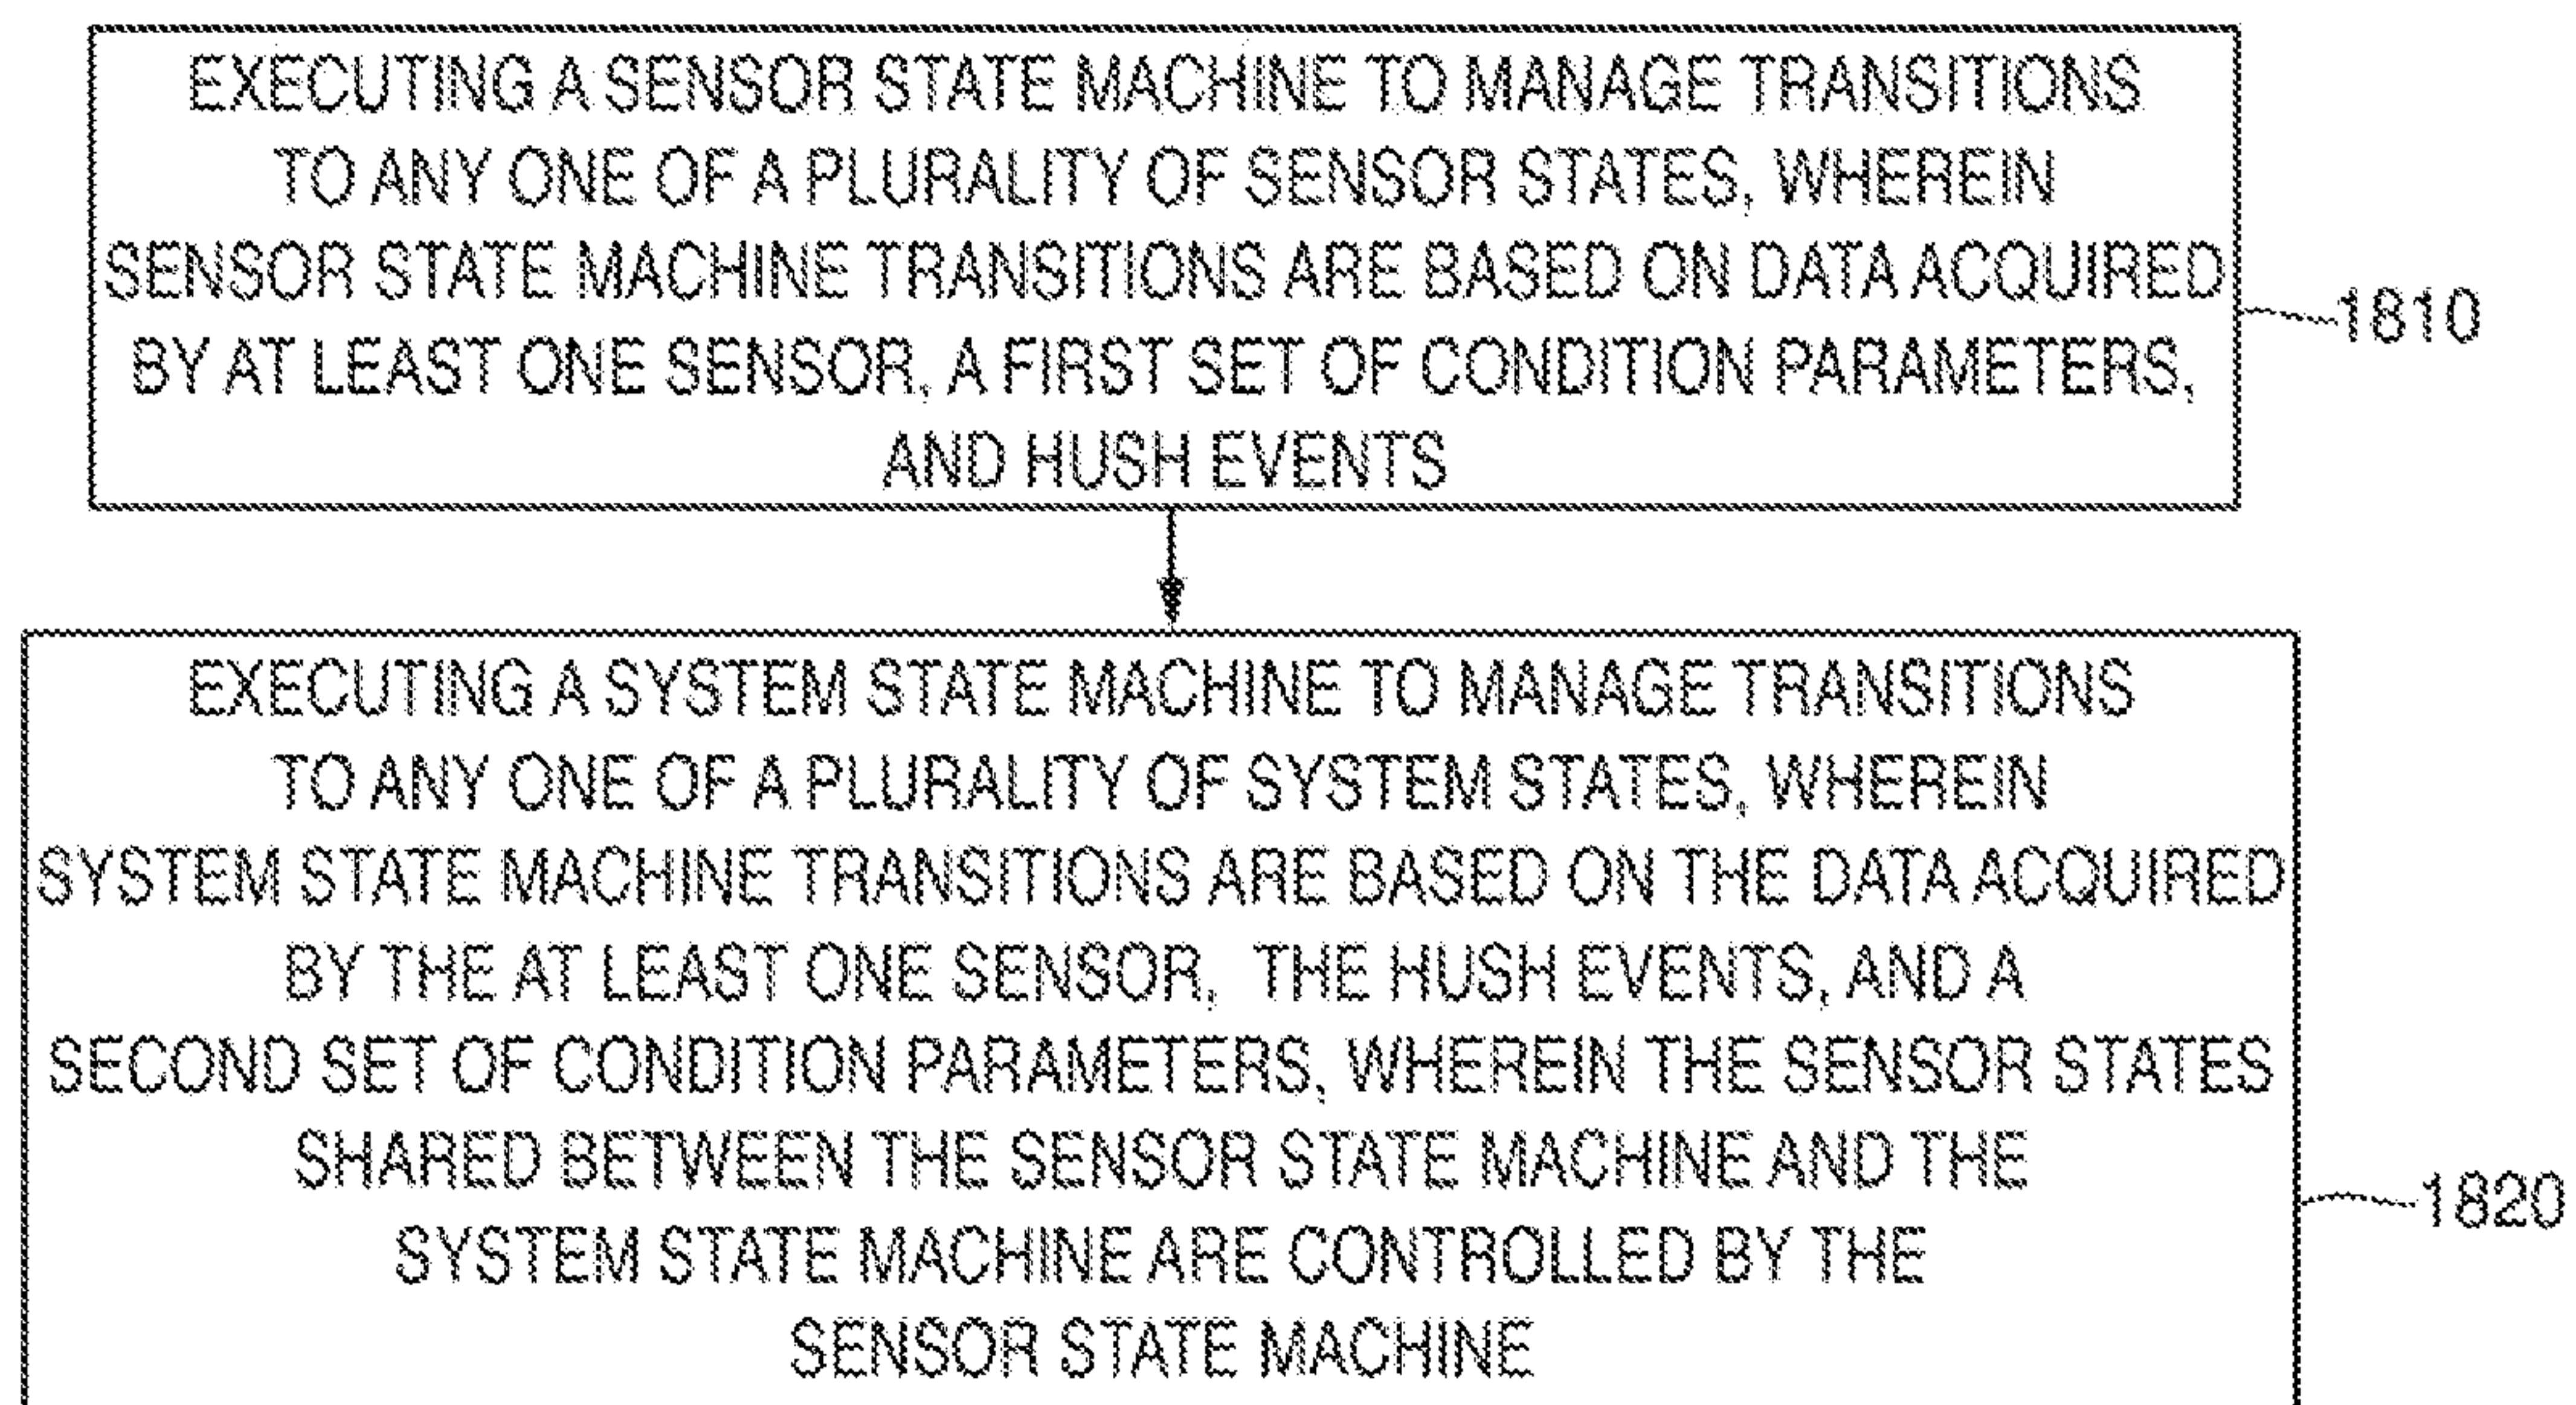 EXECUTING A SENSOR STATE MACHINE TO MANAGE TRANSITIONS
TO ANY ONE OF A PLURALITY OF SENSOR STATES, WHEREIN
SENSOR STATE MACHINE TRANSITIONS ARE BASED ON DATA ACQUIRED
BY AT LEAST ONE SENSOR, A FIRST SET OF CONDITION PARAMETERS,
AND HUSH EVENTS
1810
EXECUTING A SYSTEM STATE MACHINE TO MANAGE TRANSITIONS
TO ANY ONE OF A PLURALITY OF SYSTEM STATES, WHEREIN
SYSTEM STATE MACHINE TRANSITIONS ARE BASED ON THE DATA ACQUIRED
BY THE AT LEAST ONE SENSOR, THE HUSH EVENTS, AND A
SECOND SET OF CONDITION PARAMETERS, WHEREIN THE SENSOR STATES
SHARED BETWEEN THE SENSOR STATE MACHINE AND THE
SYSTEM STATE MACHINE ARE CONTROLLED BY THE
SENSOR STATE MACHINE
1820